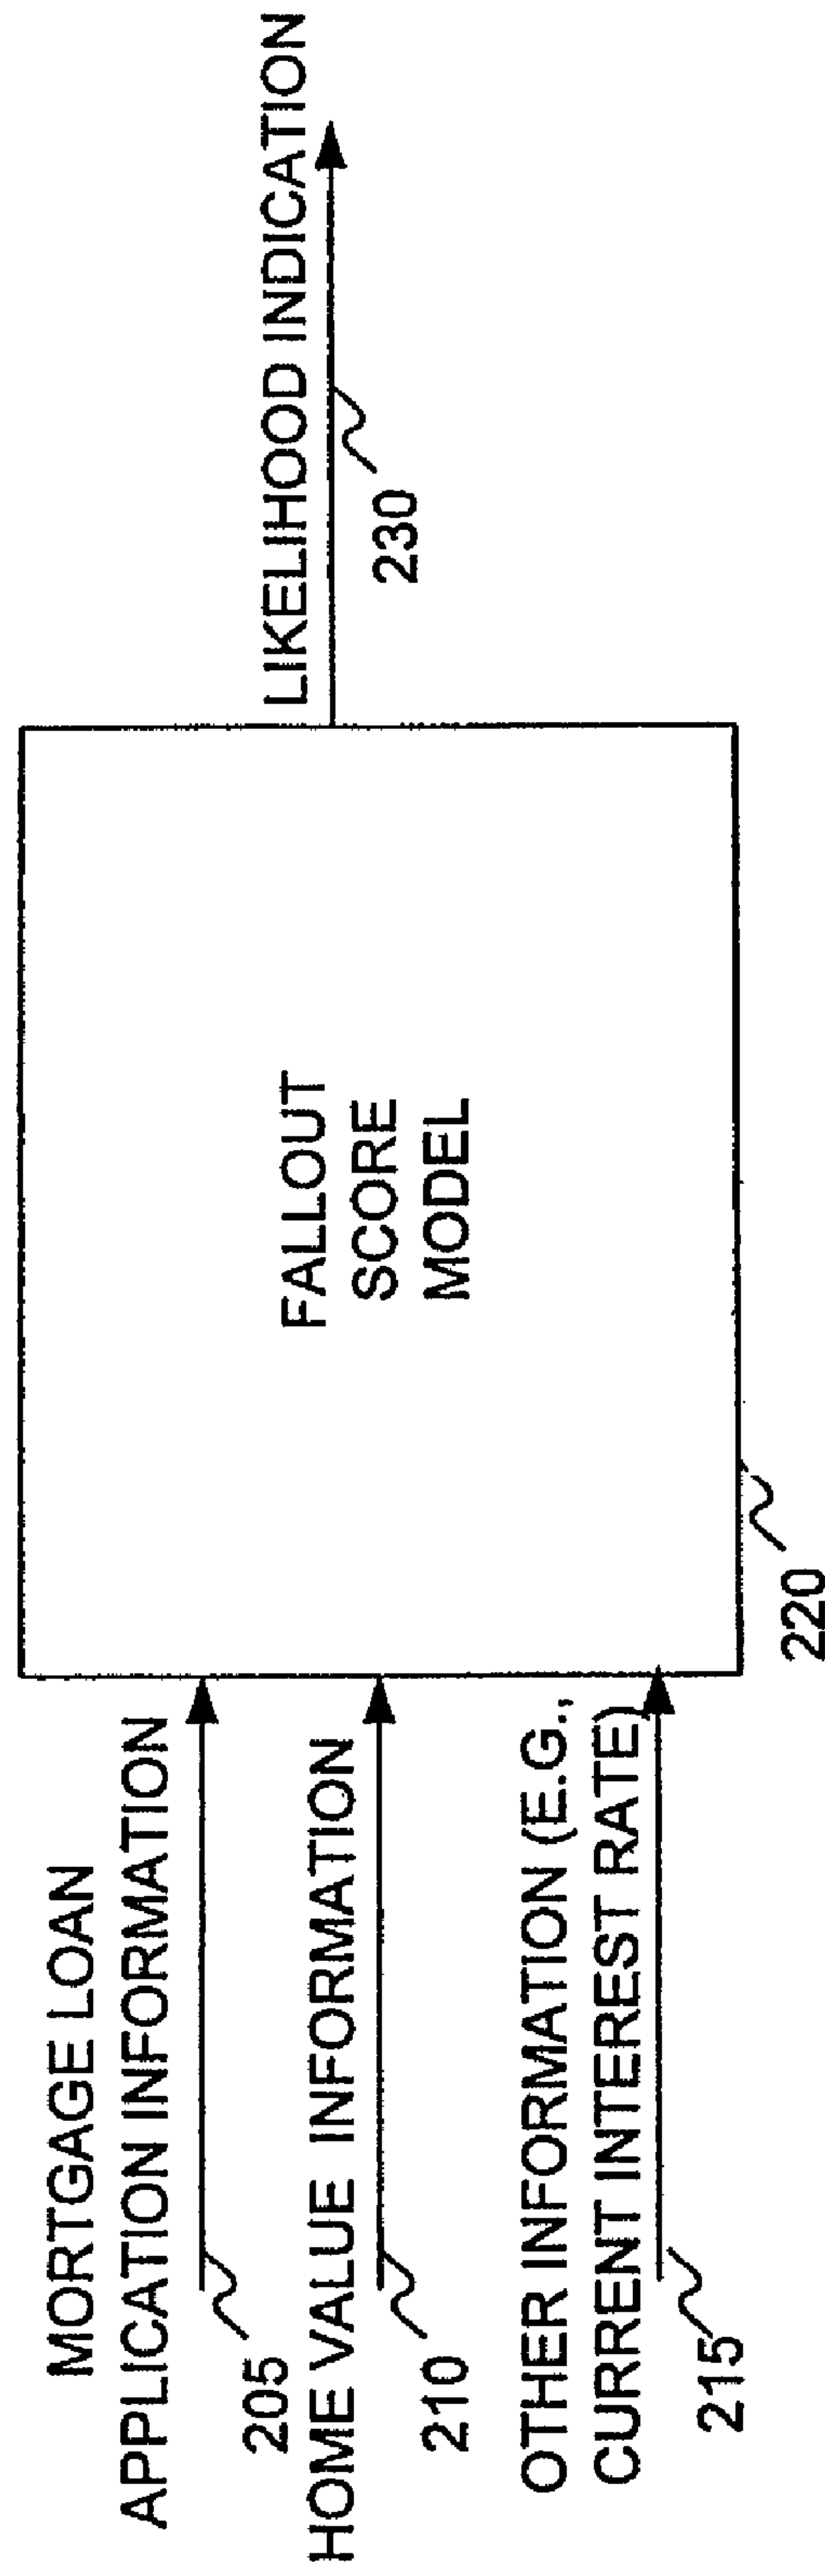 MORTGAGE LOAN
APPLICATION INFORMATION
205
HOME VALUE INFORMATION
210
OTHER INFORMATION (E.G.,
CURRENT INTEREST RATE)
215
FALLOUT
SCORE
MODEL
220
LIKELIHOOD INDICATION
230